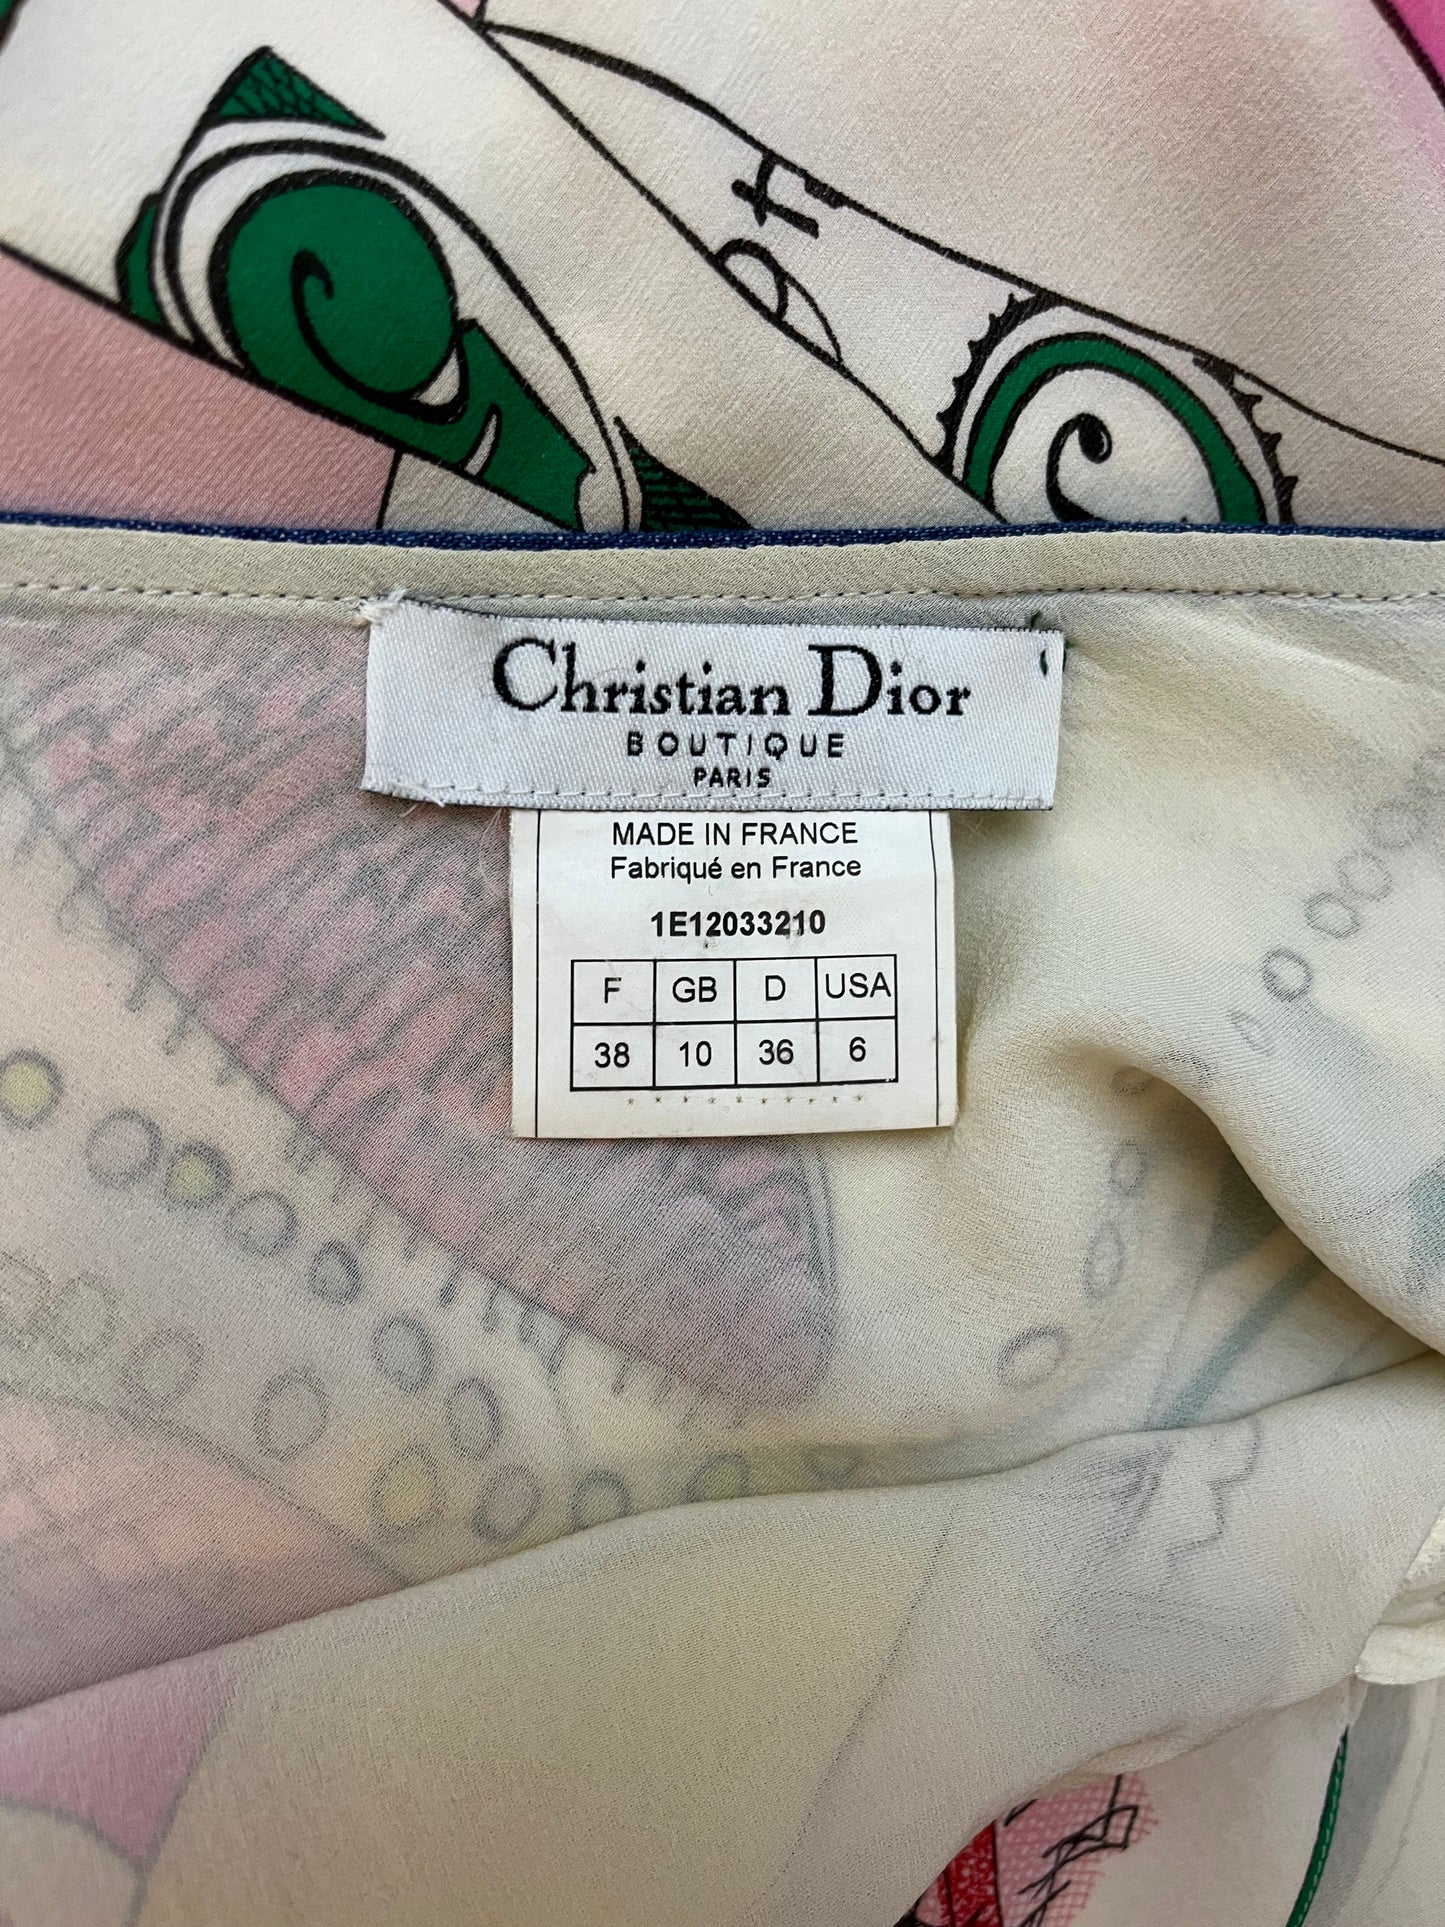 Christian Dior
BOUTIQUE
PARIS
MADE IN FRANCE
Fabriqué en France
1E12033210
F GB D USA
38 10 36 6